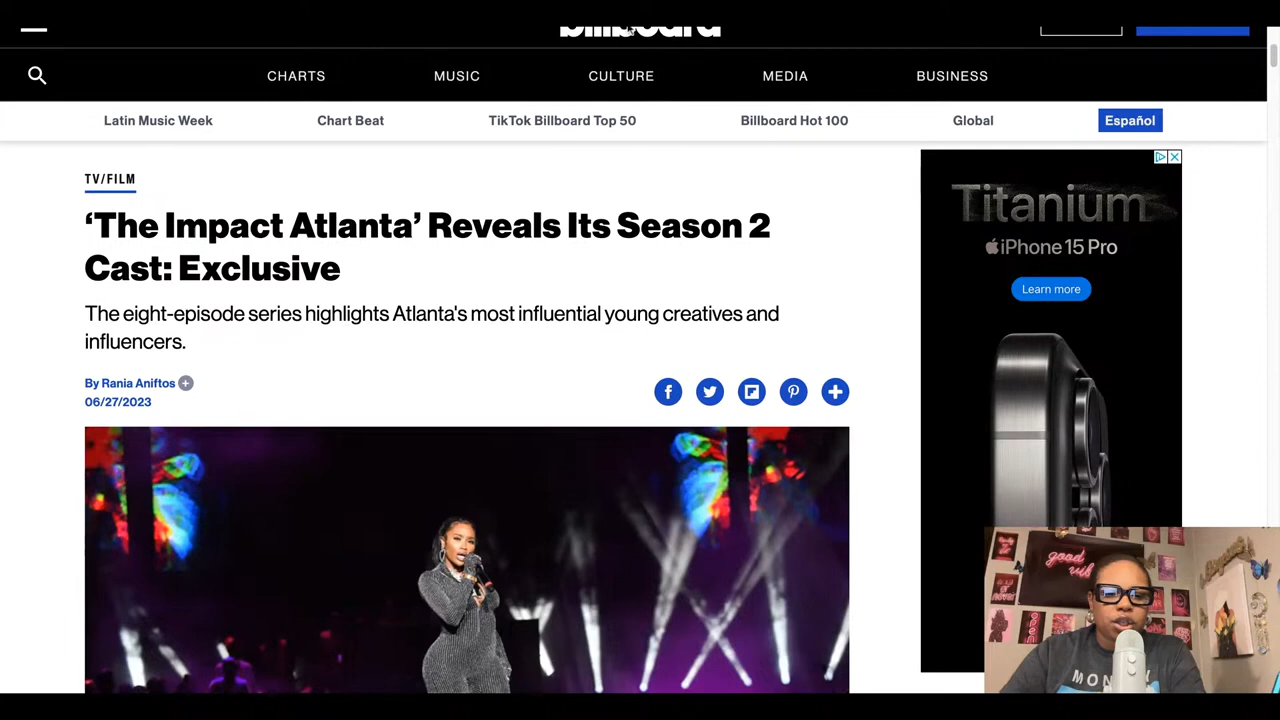 billboard
CHARTS
MUSIC
CULTURE
MEDIA
BUSINESS
Latin Music Week
Chart Beat
TikTok Billboard Top 50
Billboard Hot 100
Global
Español
TV/FILM
‘The Impact Atlanta’ Reveals Its Season 2
Cast: Exclusive
The eight-episode series highlights Atlanta's most influential young creatives and
influencers.
By Rania Aniftos
06/27/2023
Titanium
iPhone 15 Pro
Learn more
good